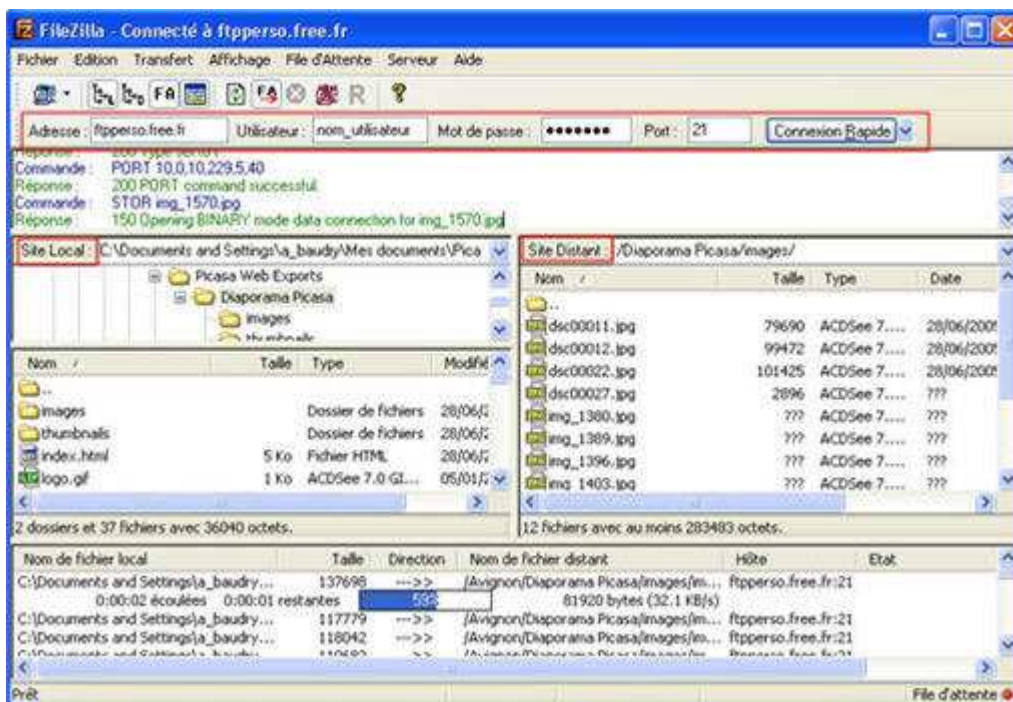 FileZilla - Connecté à ftpperso.free.fr
Fichier Edition Transfert Affichage File d'Attente Serveur Aide
FA FA R ?
Adresse : ftpperso.free.fr Utilisateur : nom_utilisateur Mot de passe : ●●●●●●● Port : 21 Connexion Rapide
Commande : PORT 10,0,10,229,5,40
Réponse : 200 PORT command successful.
Commande : STOR img_1570.jpg
Réponse : 150 Opening BINARY mode data connection for img_1570.jpg
Site Local : C:\Documents and Settings\a_baudry\Mes documents\Pica
Picasa Web Exports
Diaporama Picasa
images
thumbnails
Nom Taille Type Modifié
..
images Dossier de fichiers 28/06/
thumbnails Dossier de fichiers 28/06/
index.html 5 Ko Fichier HTML 28/06/
logo.gif 1 Ko ACDSee 7.0 GI... 05/01/
2 dossiers et 37 fichiers avec 36040 octets.
Site Distant : /Diaporama Picasa/images/
Nom Taille Type Date
..
dsc00011.jpg 79690 ACDSee 7.... 28/06/200
dsc00012.jpg 99472 ACDSee 7.... 28/06/200
dsc00022.jpg 101425 ACDSee 7.... 28/06/200
dsc00027.jpg 2896 ACDSee 7.... ???
img_1380.jpg ??? ACDSee 7.... ???
img_1389.jpg ??? ACDSee 7.... ???
img_1396.jpg ??? ACDSee 7.... ???
img_1403.jpg ??? ACDSee 7.... ???
12 fichiers avec au moins 283483 octets.
Nom de fichier local Taille Direction Nom de fichier distant Hôte Etat
C:\Documents and Settings\a_baudry... 137698 --->> /Avignon/Diaporama Picasa/images/im... ftpperso.free.fr:21
0:00:02 écoulées 0:00:01 restantes 81920 bytes (32.1 KB/s)
C:\Documents and Settings\a_baudry... 117779 --->> /Avignon/Diaporama Picasa/images/im... ftpperso.free.fr:21
C:\Documents and Settings\a_baudry... 118042 --->> /Avignon/Diaporama Picasa/images/im... ftpperso.free.fr:21
Prêt File d'attente